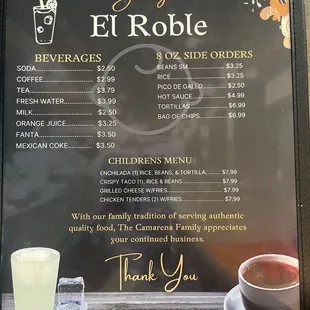 El Roble
BEVERAGES
SODA..................$2.50
COFFEE...............$2.99
TEA....................$3.79
FRESH WATER..........$3.99
MILK...................$2.50
ORANGE JUICE........$3.25
FANTA.................$3.50
MEXICAN COKE.........$3.50
8 OZ. SIDE ORDERS
BEANS SM..............$3.25
RICE...................$3.25
PICO DE GALLO........$2.50
HOT SAUCE............$4.99
TORTILLAS.............$6.99
BAG OF CHIPS.........$6.99
CHILDRENS MENU
ENCHILADA (1) RICE, BEANS, & TORTILLA......$7.99
CRISPY TACO (1), RICE & BEANS..............$7.99
GRILLED CHEESE W/FRIES....................$7.99
CHICKEN TENDERS (2) W/FRIES...............$7.99
With our family tradition of serving authentic
quality food, The Camarena Family appreciates
your continued business.
Thank You